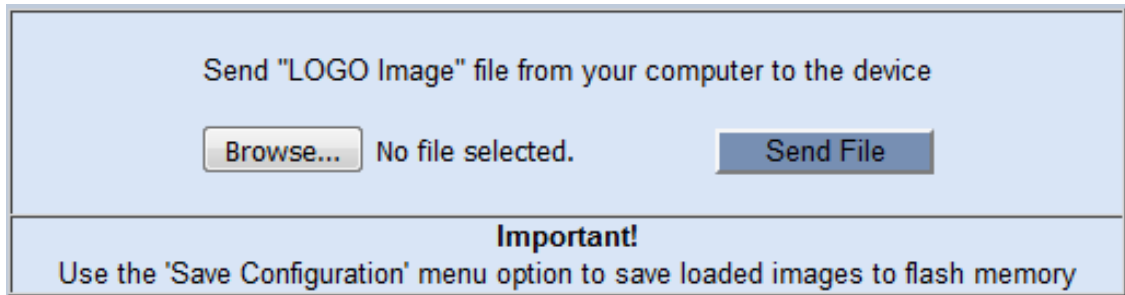 Send "LOGO Image" file from your computer to the device
Browse... No file selected. Send File
Important!
Use the 'Save Configuration' menu option to save loaded images to flash memory